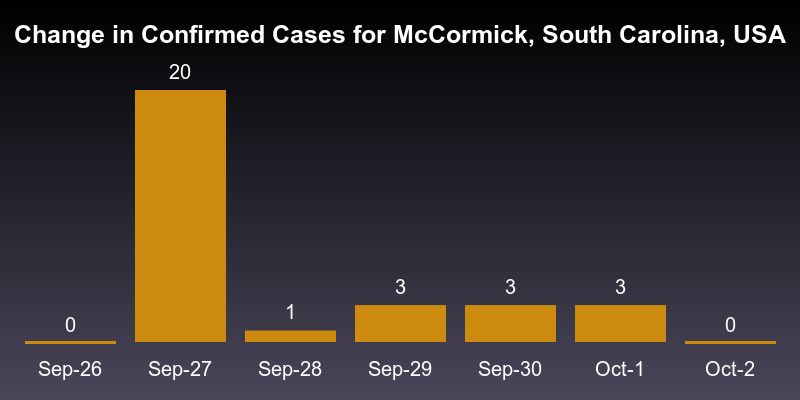 Change in Confirmed Cases for McCormick, South Carolina, USA
20
3
3
3
1
0
0
Sep-26
Sep-27
Sep-28
Sep-29
Sep-30
Oct-1
Oct-2